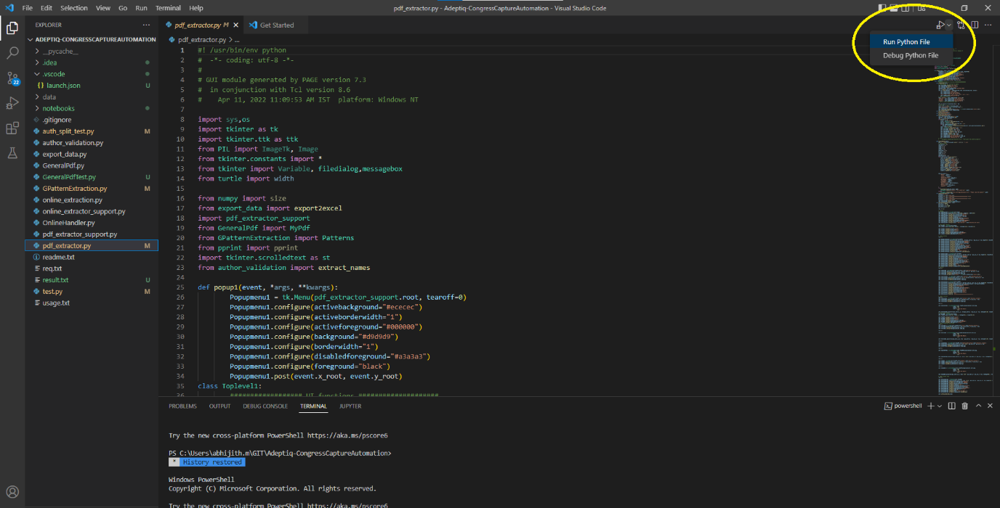 File Edit Selection View Go Run Terminal Help
pdf_extractor.py - Adeptiq-CongressCaptureAutomation - Visual Studio Code
EXPLORER ...
ADEPTIQ-CONGRESSCAPTUREAUTOMATION
__pycache__
.idea
.vscode
{} launch.json U
data
notebooks
.gitignore
auth_split_test.py M
author_validation.py
export_data.py
GeneralPdf.py
GeneralPdfTest.py U
GPatternExtraction.py M
online_extraction.py
online_extractor_support.py
OnlineHandler.py
pdf_extractor_support.py
pdf_extractor.py M
readme.txt
req.txt
result.txt U
test.py M
usage.txt
22
pdf_extractor.py M Get Started
pdf_extractor.py > ...
Run Python File
Debug Python File
1 #! /usr/bin/env python
2 # -*- coding: utf-8 -*-
3 #
4 # GUI module generated by PAGE version 7.3
5 # in conjunction with Tcl version 8.6
6 # Apr 11, 2022 11:09:53 AM IST platform: Windows NT
7
8 import sys,os
9 import tkinter as tk
10 import tkinter.ttk as ttk
11 from PIL import ImageTk, Image
12 from tkinter.constants import *
13 from tkinter import Variable, filedialog,messagebox
14 from turtle import width
15
16 from numpy import size
17 from export_data import export2excel
18 import pdf_extractor_support
19 from GeneralPdf import MyPdf
20 from GPatternExtraction import Patterns
21 from pprint import pprint
22 import tkinter.scrolledtext as st
23 from author_validation import extract_names
24
25 def popup1(event, *args, **kwargs):
26 Popupmenu1 = tk.Menu(pdf_extractor_support.root, tearoff=0)
27 Popupmenu1.configure(activebackground="#ececec")
28 Popupmenu1.configure(activeborderwidth="1")
29 Popupmenu1.configure(activeforeground="#000000")
30 Popupmenu1.configure(background="#d9d9d9")
31 Popupmenu1.configure(borderwidth="1")
32 Popupmenu1.configure(disabledforeground="#a3a3a3")
33 Popupmenu1.configure(foreground="black")
34 Popupmenu1.post(event.x_root, event.y_root)
35 class Toplevel1:
36 ################## UI functions ####################
PROBLEMS OUTPUT DEBUG CONSOLE TERMINAL JUPYTER powershell
Try the new cross-platform PowerShell https://aka.ms/pscore6
PS C:\Users\abhijith.m\GIT\Adeptiq-CongressCaptureAutomation>
* History restored
Windows PowerShell
Copyright (C) Microsoft Corporation. All rights reserved.
Try the new cross-platform PowerShell https://aka.ms/pscore6